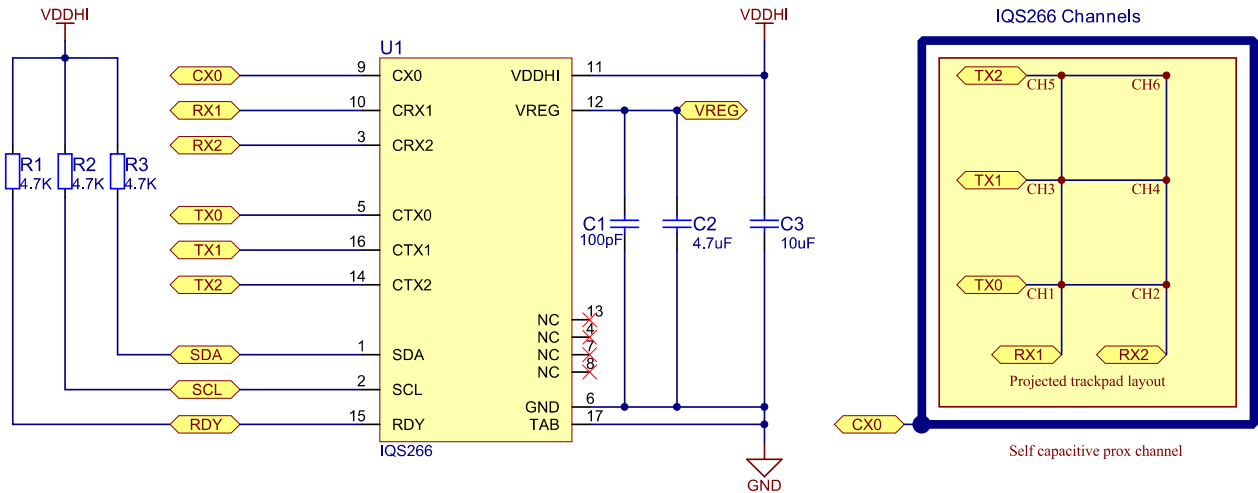 VDDHI
VDDHI
IQS266 Channels
U1
CX0 9 CX0 VDDHI 11
RX1 10 CRX1 VREG 12 VREG
RX2 3 CRX2
R1 4.7K
R2 4.7K
R3 4.7K
TX0 5 CTX0
TX1 16 CTX1
TX2 14 CTX2
C1 100pF
C2 4.7uF
C3 10uF
NC 13
NC 4
NC 7
NC 8
SDA 1 SDA
SCL 2 SCL GND 6
RDY 15 RDY TAB 17
IQS266
GND
TX2 CH5 CH6
TX1 CH3 CH4
TX0 CH1 CH2
RX1 RX2
Projected trackpad layout
CX0
Self capacitive prox channel